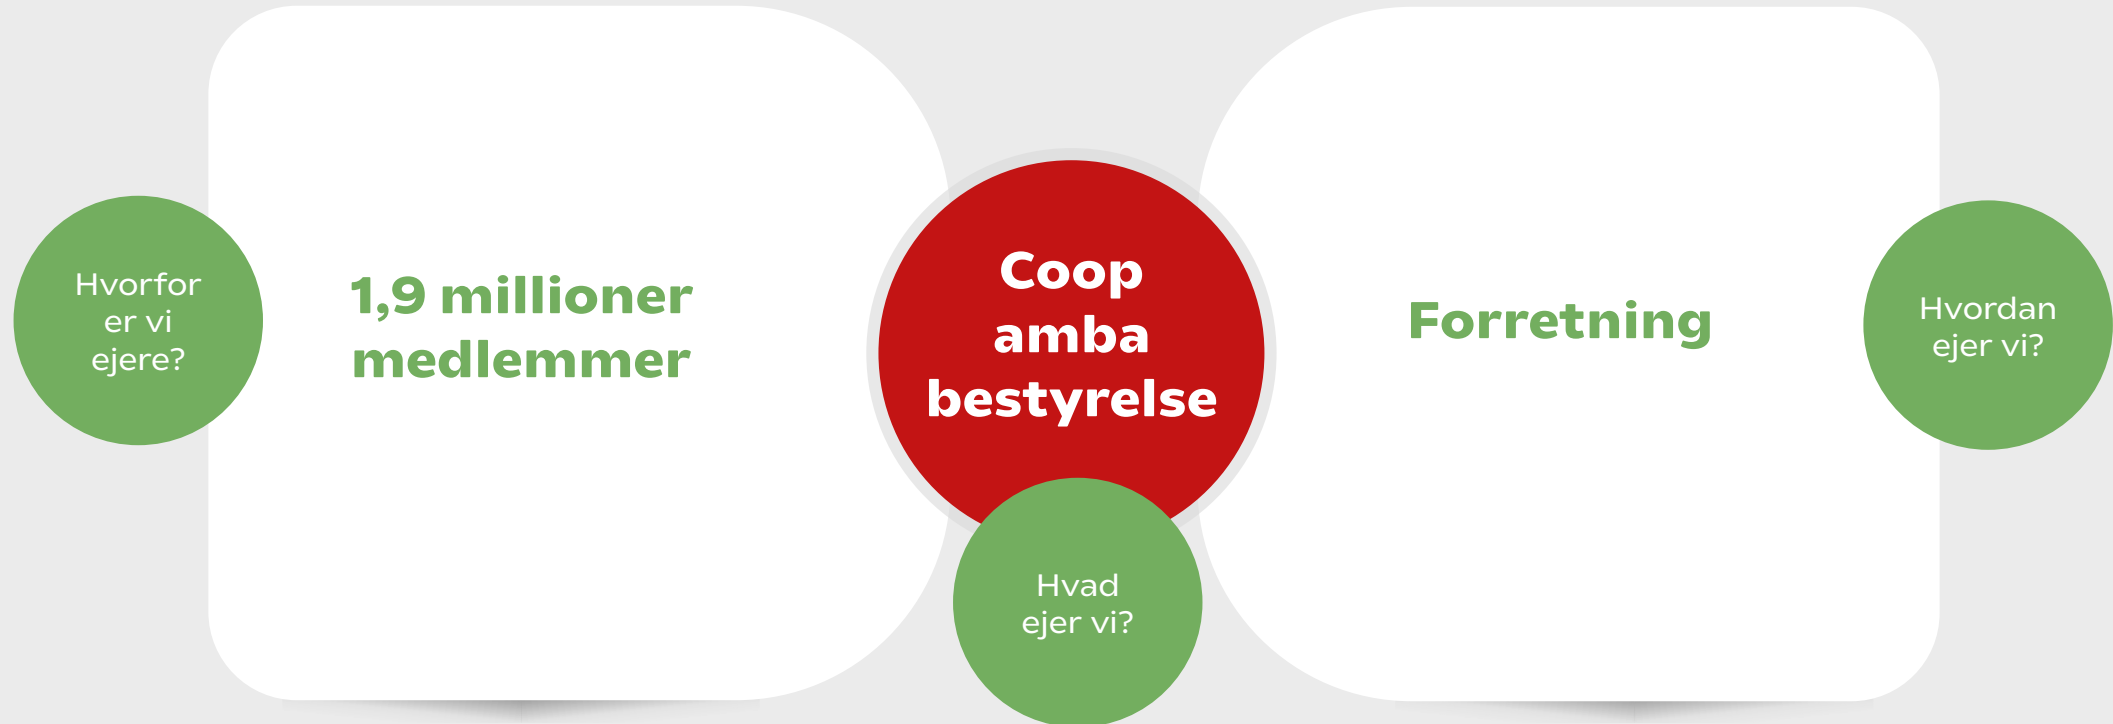 Hvorfor
er vi
ejere?
1,9 millioner
medlemmer
Coop
amba
bestyrelse
Hvad
ejer vi?
Forretning
Hvordan
ejer vi?